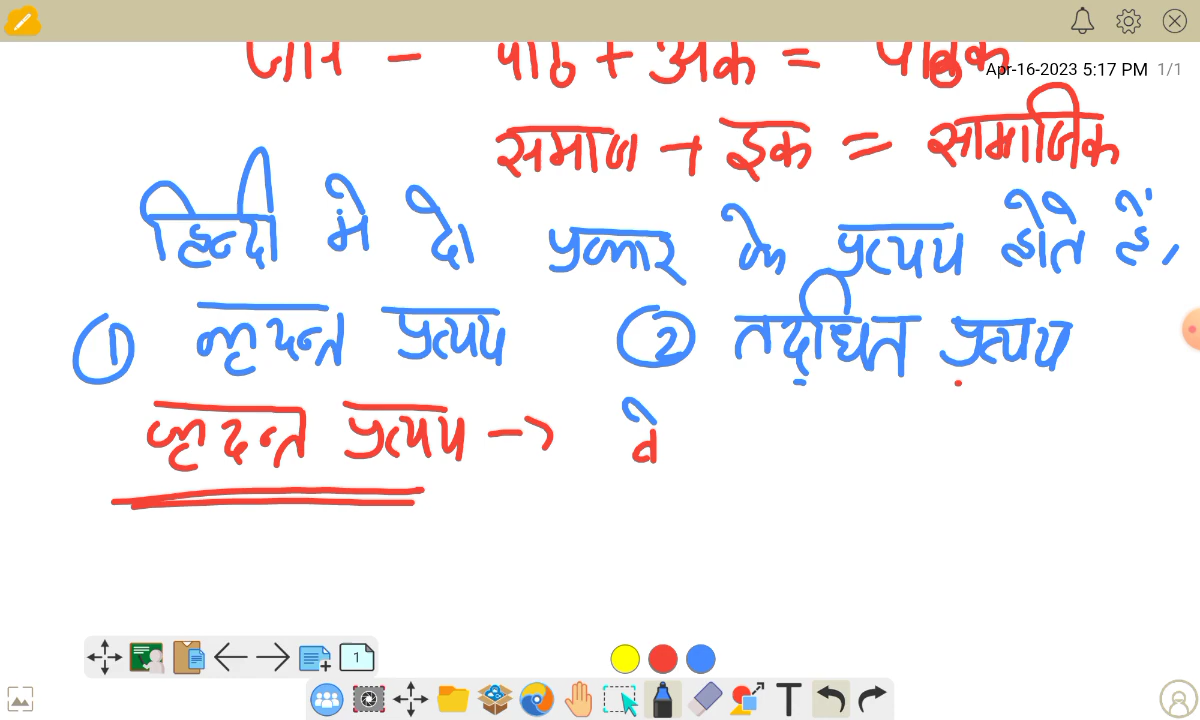 - पाठ + अक = पाठक
Apr-16-2023 5:17 PM 1/1
समाज + इक = सामाजिक
हिन्दी मे दो प्रकार के प्रत्यय होते हैं,
① कृदन्त प्रत्यय ② तद्धित प्रत्यय
कृदन्त प्रत्यय → वे
1